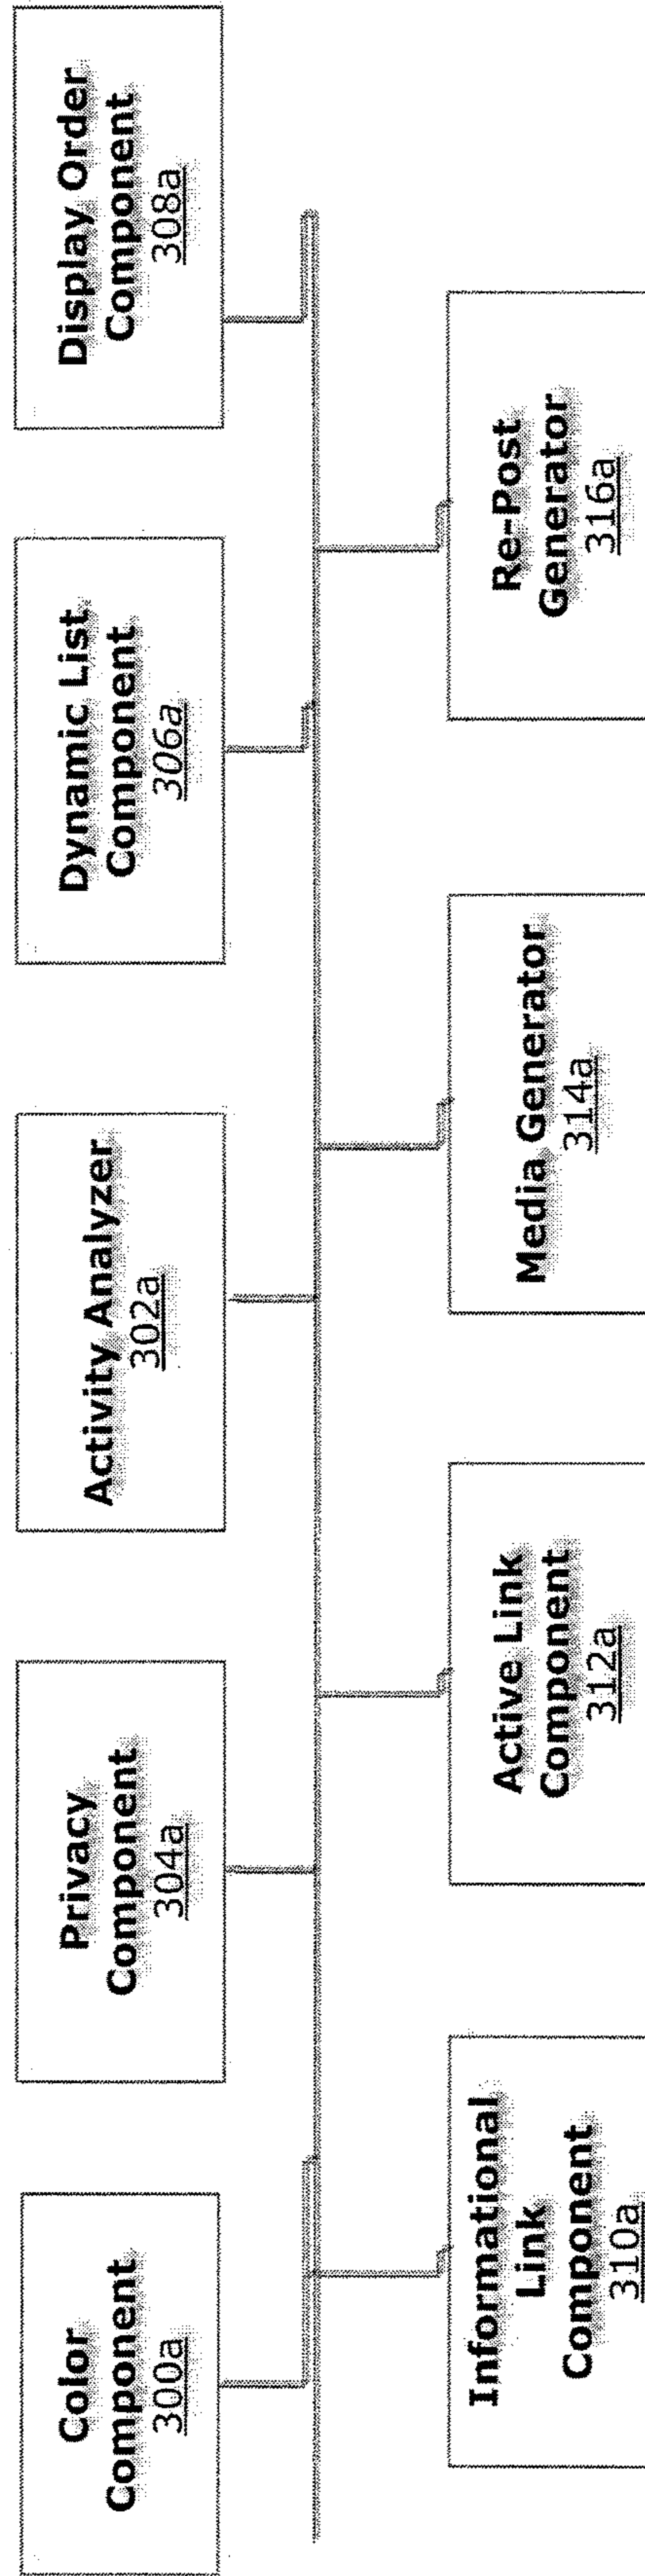 Color
Component
300a
Privacy
Component
304a
Activity Analyzer
302a
Dynamic List
Component
306a
Display Order
Component
308a
Informational
Link
Component
310a
Active Link
Component
312a
Media Generator
314a
Re-Post
Generator
316a